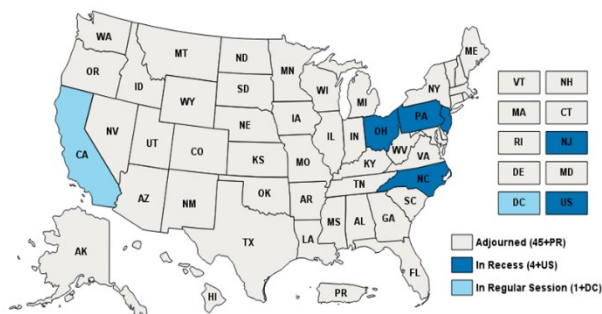 WA
MT
ND
MN
ME
OR
ID
SD
WI
NY
VT
NH
WY
MI
MA
CT
IA
PA
NE
NV
OH
IL
IN
RI
NJ
UT
CO
WV
CA
KS
MO
VA
KY
DE
MD
NC
TN
OK
AZ
NM
AR
SC
DC
US
MS
AL
GA
Adjourned (45+PR)
TX
LA
AK
In Recess (4+US)
FL
In Regular Session (1+DC)
HI
PR